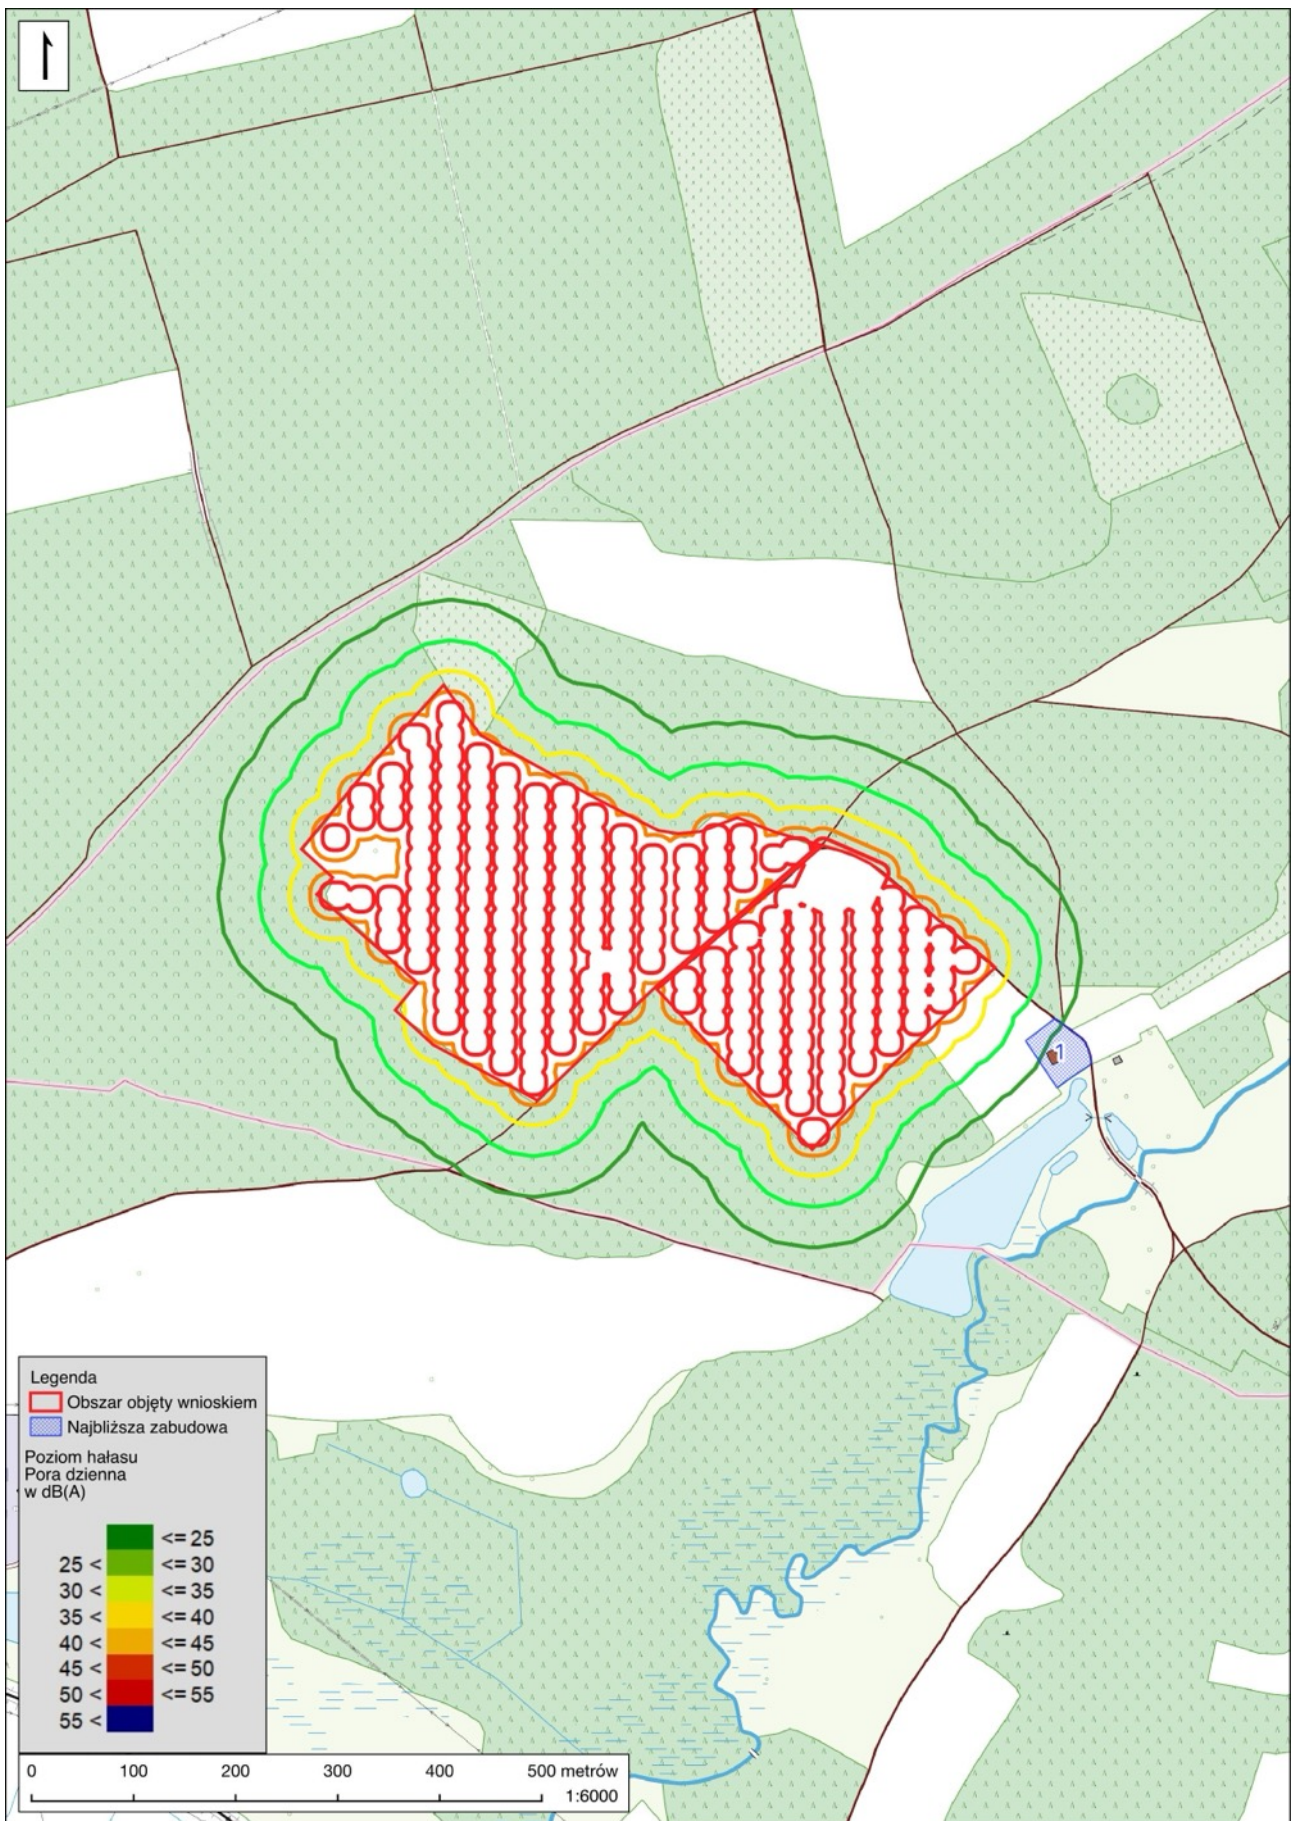 1
Legenda
Obszar objęty wnioskiem
Najbliższa zabudowa
Poziom hałasu
Pora dzienna
w dB(A)
<= 25
25 < <= 30
30 < <= 35
35 < <= 40
40 < <= 45
45 < <= 50
50 < <= 55
55 <
0 100 200 300 400 500 metrów
1:6000